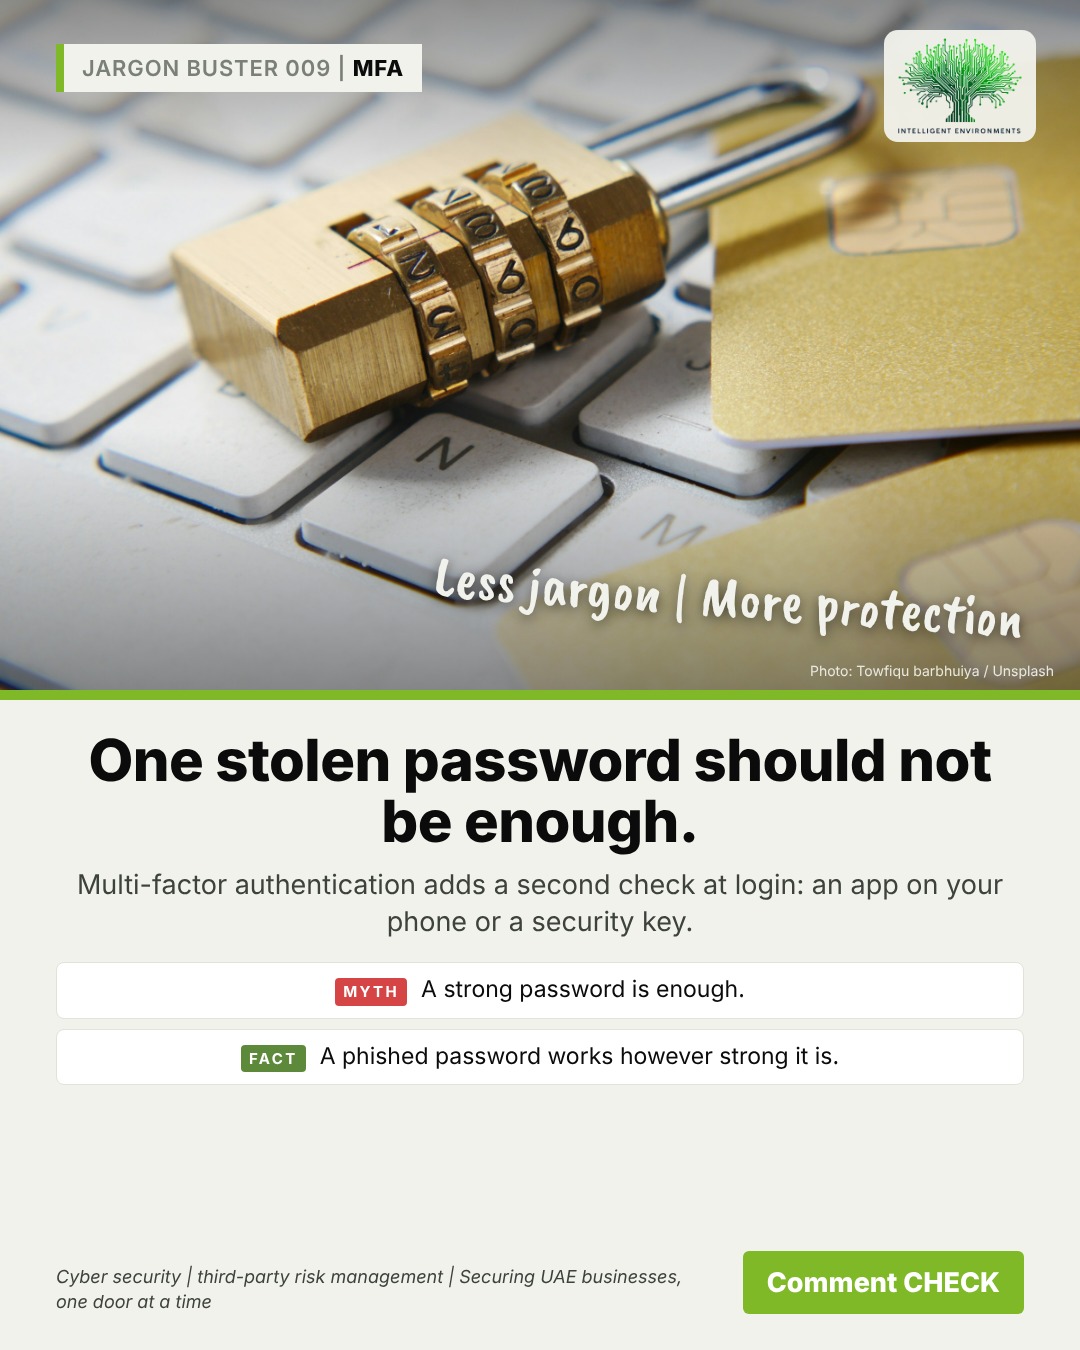 JARGON BUSTER 009 | MFA
INTELLIGENT ENVIRONMENTS
N
M
Less jargon | More protection
Photo: Towfiqu barbhuiya / Unsplash
One stolen password should not
be enough.
Multi-factor authentication adds a second check at login: an app on your
phone or a security key.
MYTH A strong password is enough.
FACT A phished password works however strong it is.
Cyber security | third-party risk management | Securing UAE businesses,
one door at a time
Comment CHECK